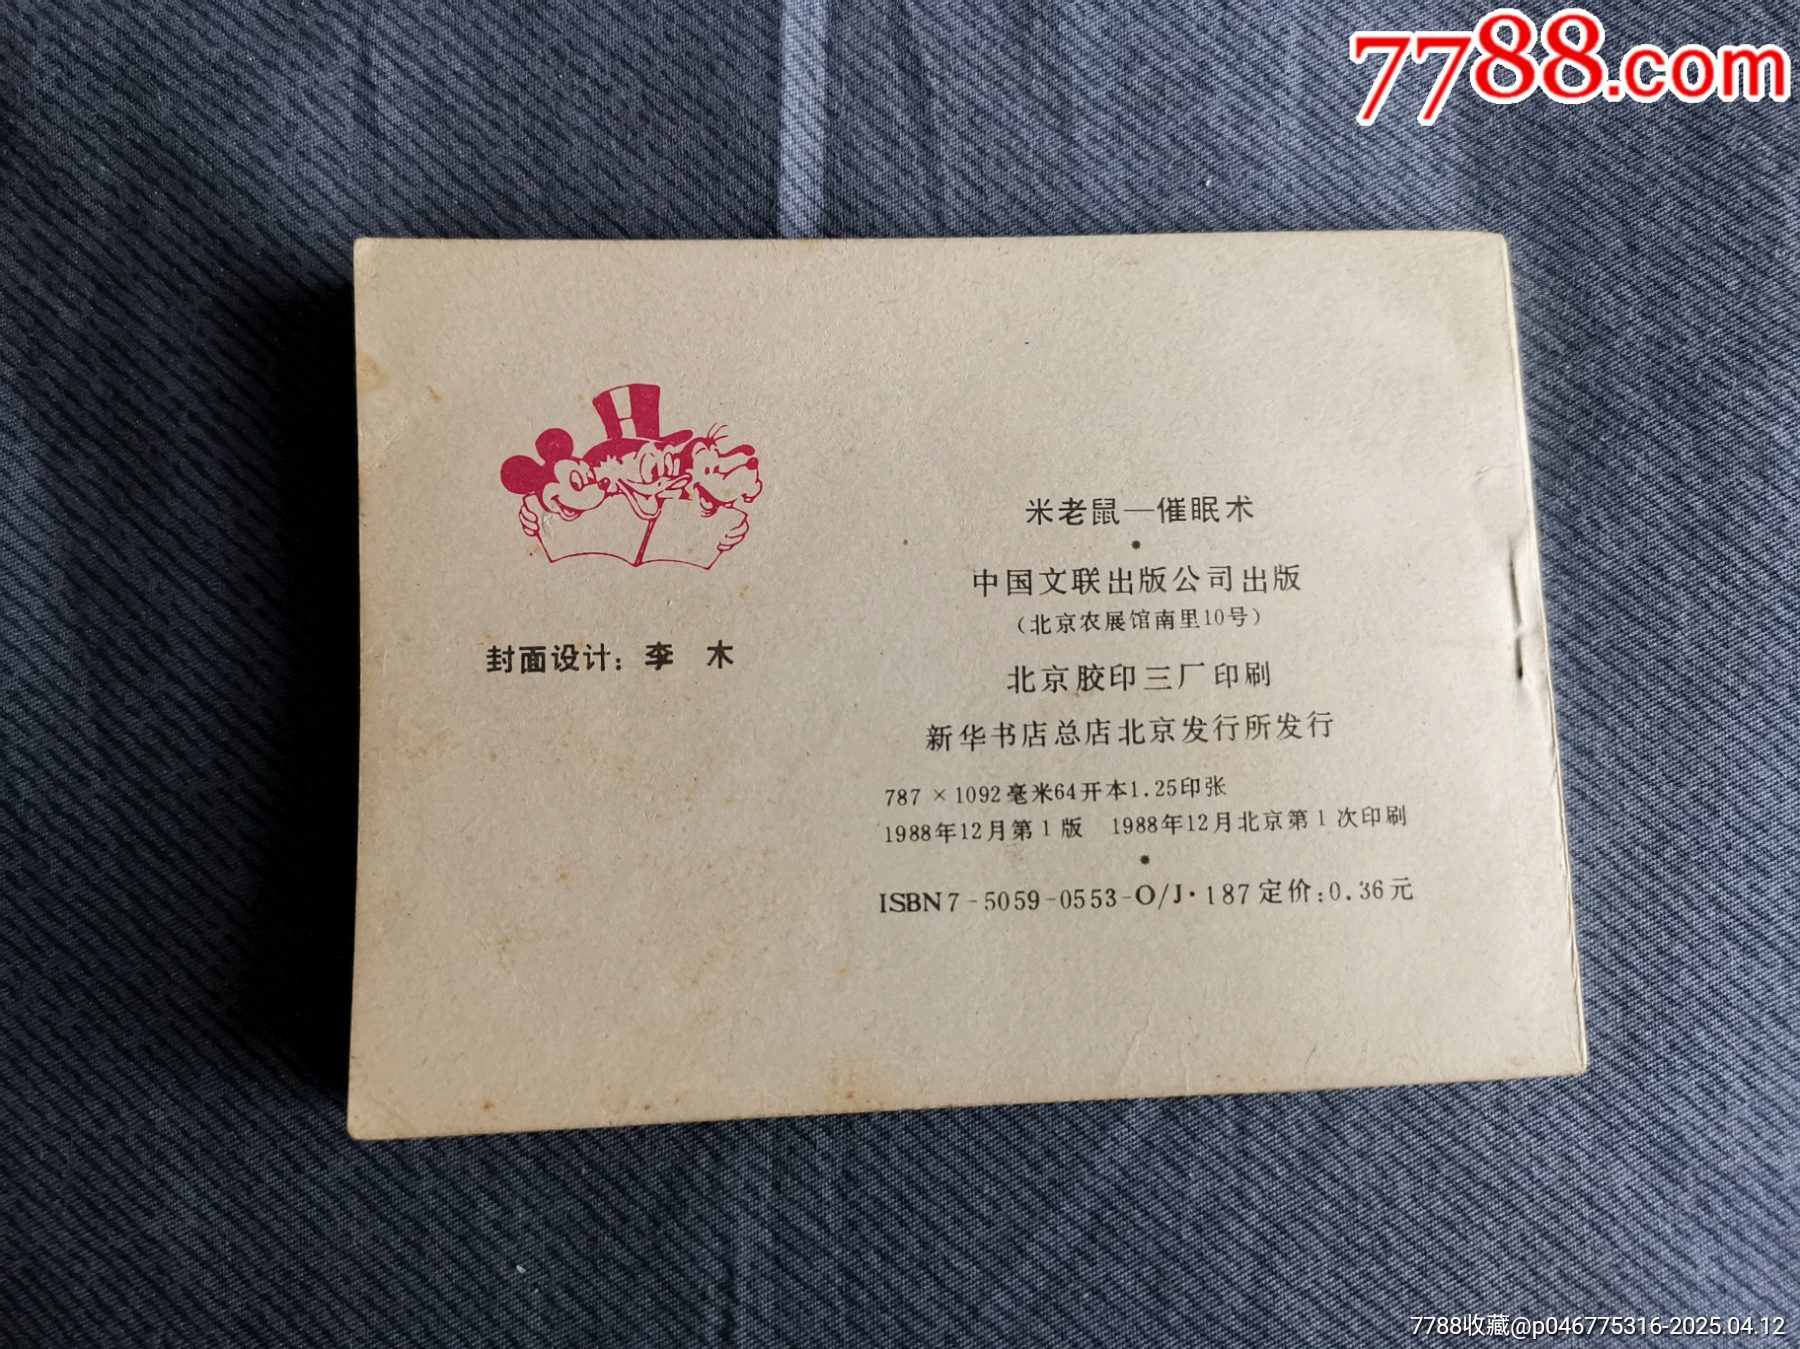 7788.com
米老鼠—催眠术
中国文联出版公司出版
(北京农展馆南里10号)
封面设计：李 木
北京胶印三厂印刷
新华书店总店北京发行所发行
787×1092毫米64开本1.25印张
1988年12月第1版 1988年12月北京第1次印刷
ISBN7-5059-0553-O/J·187定价:0.36元
7788收藏@p046775316-2025.04.12